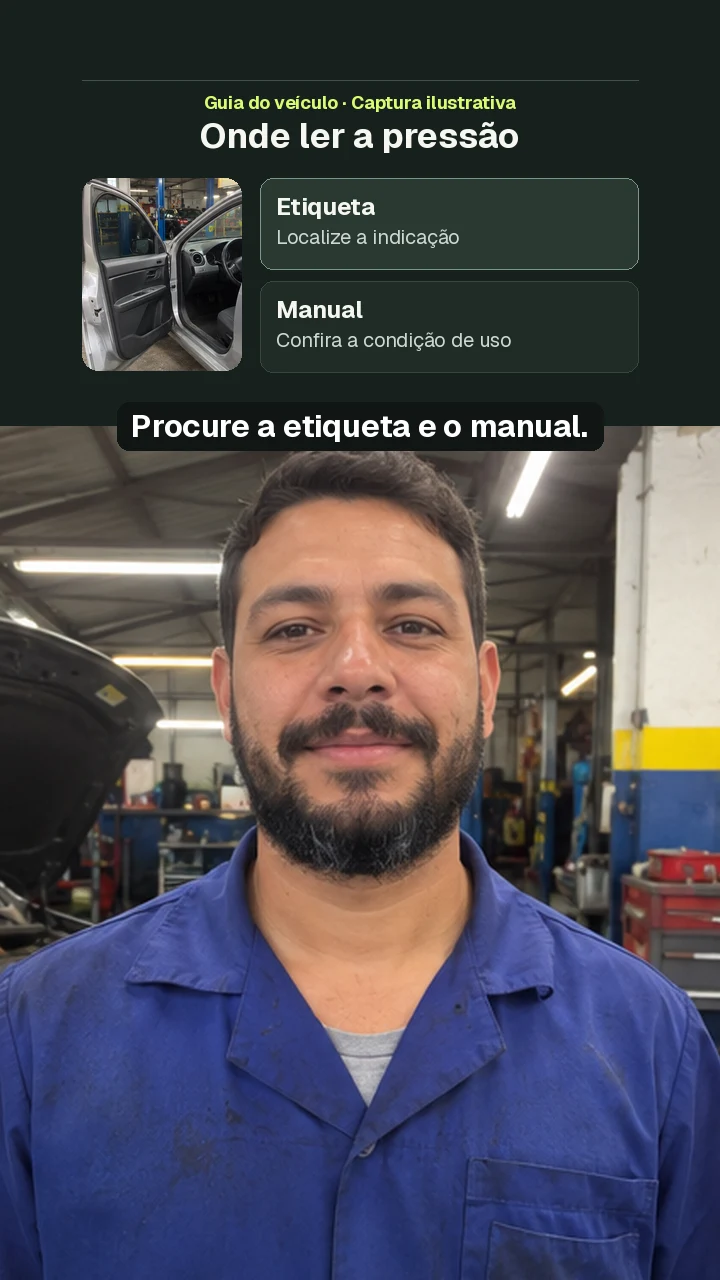 Guia do veículo · Captura ilustrativa
Onde ler a pressão
Etiqueta
Localize a indicação
Manual
Confira a condição de uso
Procure a etiqueta e o manual.